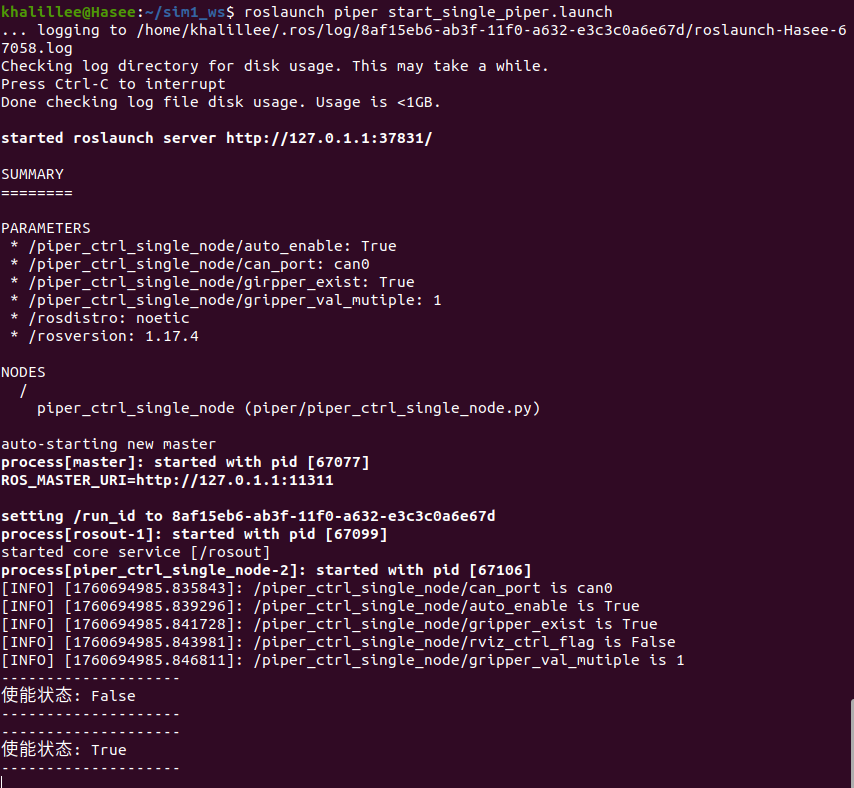 khalillee@Hasee:~/sim1_ws$ roslaunch piper start_single_piper.launch
... logging to /home/khalillee/.ros/log/8af15eb6-ab3f-11f0-a632-e3c3c0a6e67d/roslaunch-Hasee-6
7058.log
Checking log directory for disk usage. This may take a while.
Press Ctrl-C to interrupt
Done checking log file disk usage. Usage is <1GB.

started roslaunch server http://127.0.1.1:37831/

SUMMARY
========

PARAMETERS
 * /piper_ctrl_single_node/auto_enable: True
 * /piper_ctrl_single_node/can_port: can0
 * /piper_ctrl_single_node/girpper_exist: True
 * /piper_ctrl_single_node/gripper_val_mutiple: 1
 * /rosdistro: noetic
 * /rosversion: 1.17.4

NODES
  /
    piper_ctrl_single_node (piper/piper_ctrl_single_node.py)

auto-starting new master
process[master]: started with pid [67077]
ROS_MASTER_URI=http://127.0.1.1:11311

setting /run_id to 8af15eb6-ab3f-11f0-a632-e3c3c0a6e67d
process[rosout-1]: started with pid [67099]
started core service [/rosout]
process[piper_ctrl_single_node-2]: started with pid [67106]
[INFO] [1760694985.835843]: /piper_ctrl_single_node/can_port is can0
[INFO] [1760694985.839296]: /piper_ctrl_single_node/auto_enable is True
[INFO] [1760694985.841728]: /piper_ctrl_single_node/gripper_exist is True
[INFO] [1760694985.843981]: /piper_ctrl_single_node/rviz_ctrl_flag is False
[INFO] [1760694985.846811]: /piper_ctrl_single_node/gripper_val_mutiple is 1
--------------------
使能状态: False
--------------------
--------------------
使能状态: True
--------------------